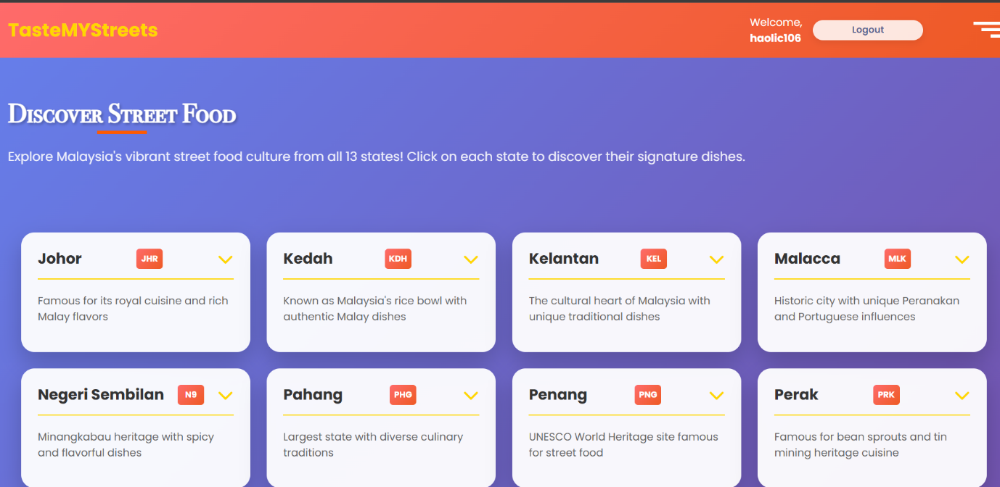 TasteMYStreets
Welcome,
haolic106
Logout
Discover Street Food
Explore Malaysia's vibrant street food culture from all 13 states! Click on each state to discover their signature dishes.
Johor JHR
Famous for its royal cuisine and rich
Malay flavors
Kedah KDH
Known as Malaysia's rice bowl with
authentic Malay dishes
Kelantan KEL
The cultural heart of Malaysia with
unique traditional dishes
Malacca MLK
Historic city with unique Peranakan
and Portuguese influences
Negeri Sembilan N9
Minangkabau heritage with spicy
and flavorful dishes
Pahang PHG
Largest state with diverse culinary
traditions
Penang PNG
UNESCO World Heritage site famous
for street food
Perak PRK
Famous for bean sprouts and tin
mining heritage cuisine